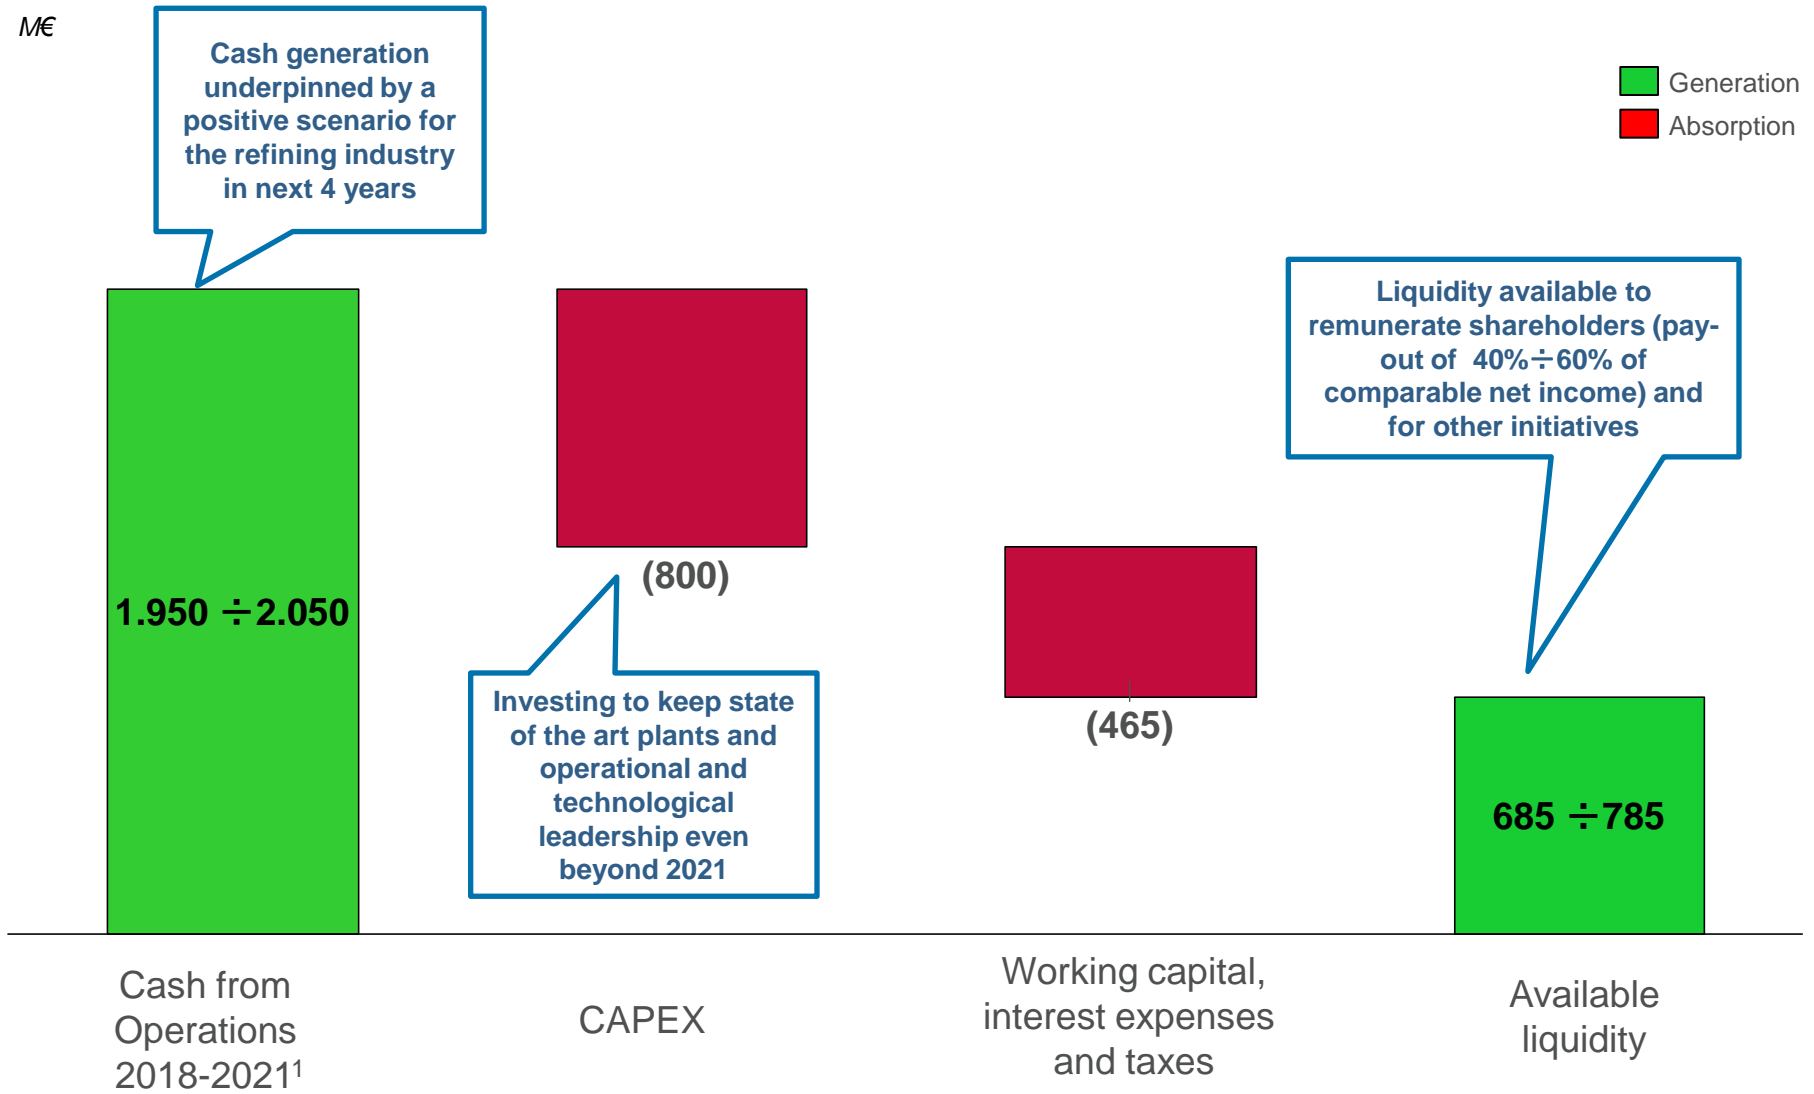 M€
Cash generation
underpinned by a
positive scenario for
the refining industry
in next 4 years
Generation
Absorption
Liquidity available to
remunerate shareholders (pay-
out of 40%÷60% of
comparable net income) and
for other initiatives
(800)
1.950 ÷2.050
Investing to keep state
of the art plants and
operational and
technological
leadership even
beyond 2021
(465)
685 ÷785
Cash from
Operations
2018-2021¹
CAPEX
Working capital,
interest expenses
and taxes
Available
liquidity